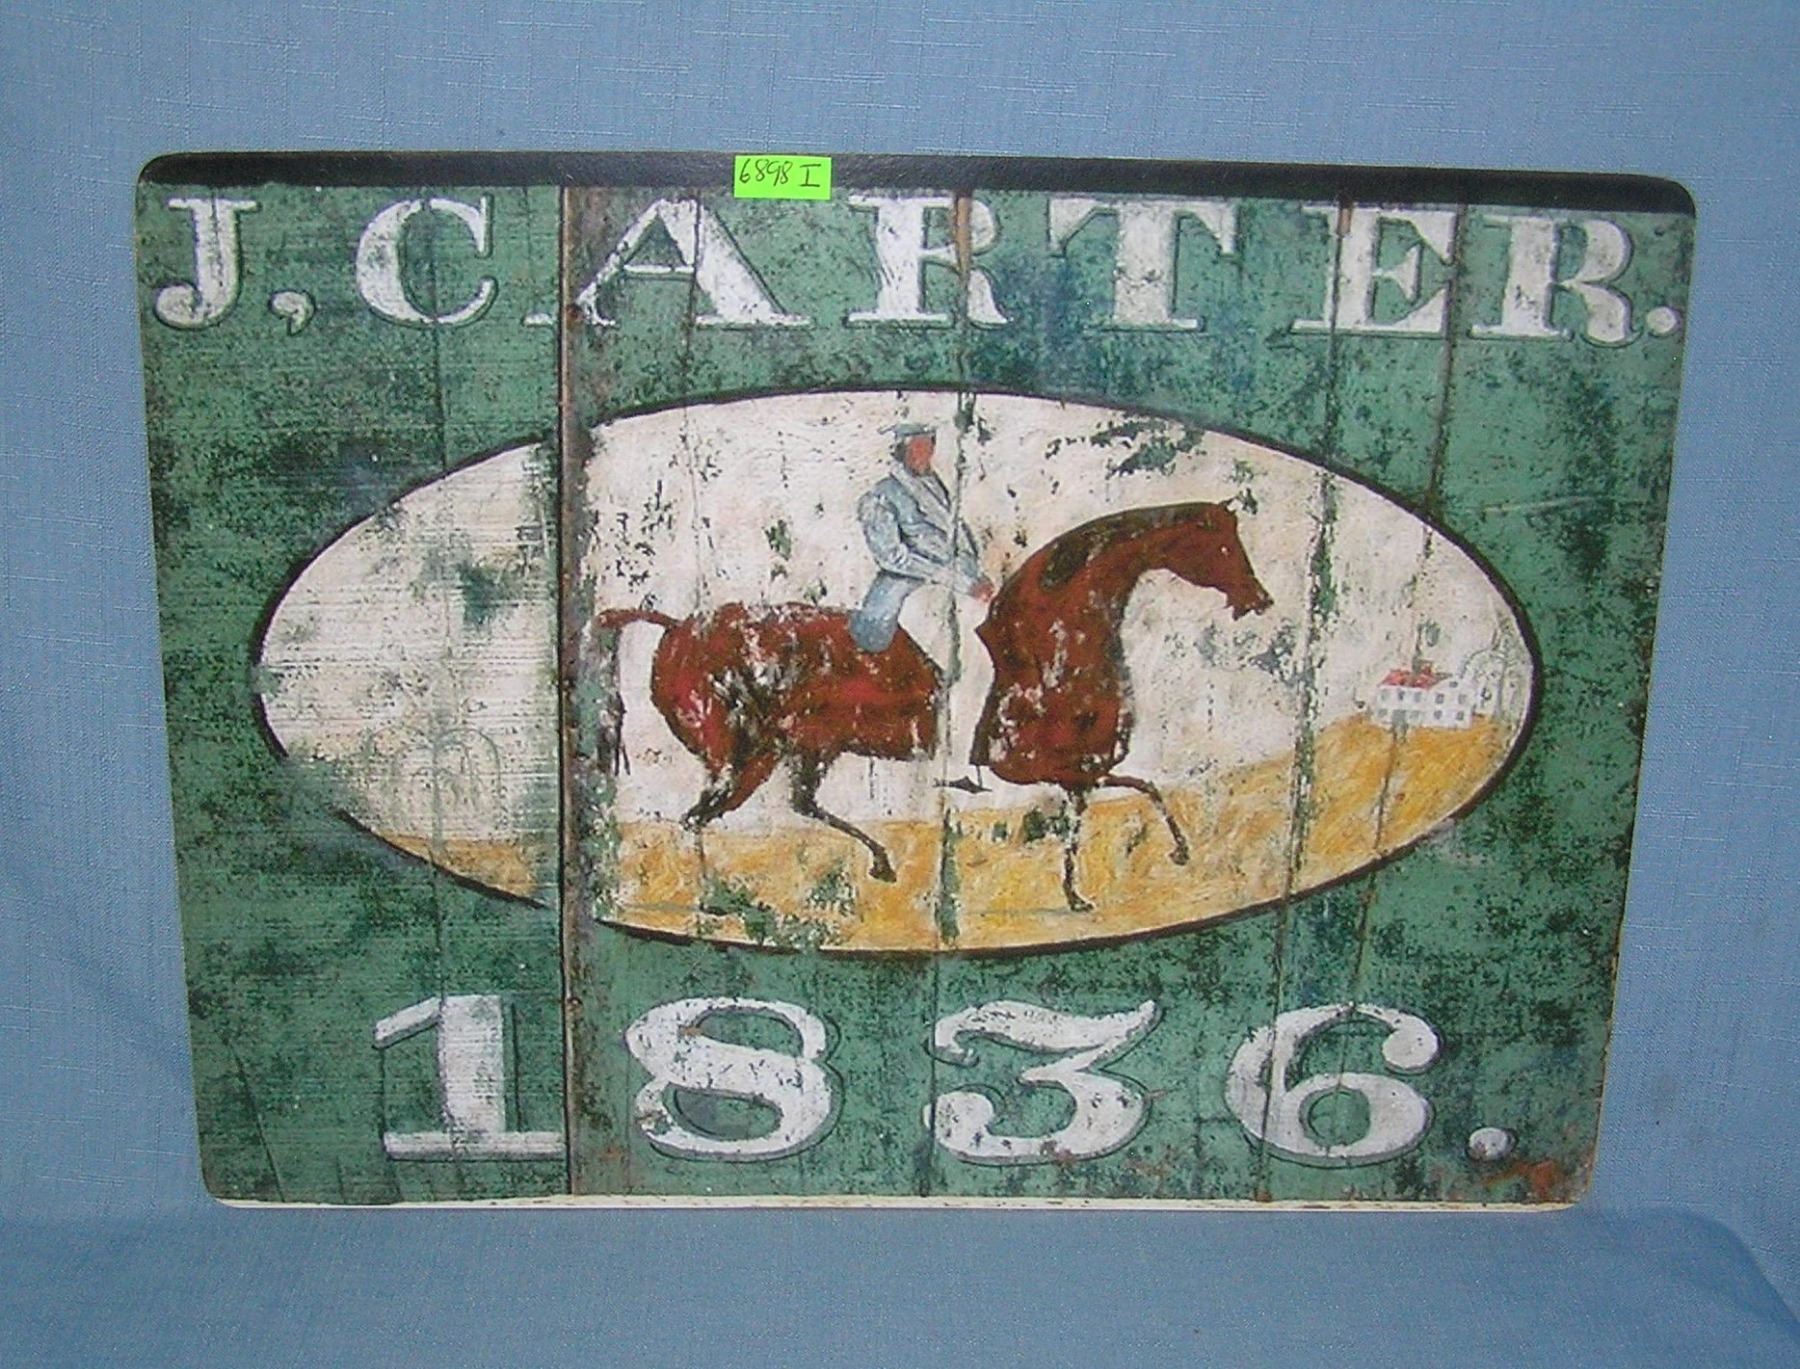 6898 I
J, CARTER.
1836.